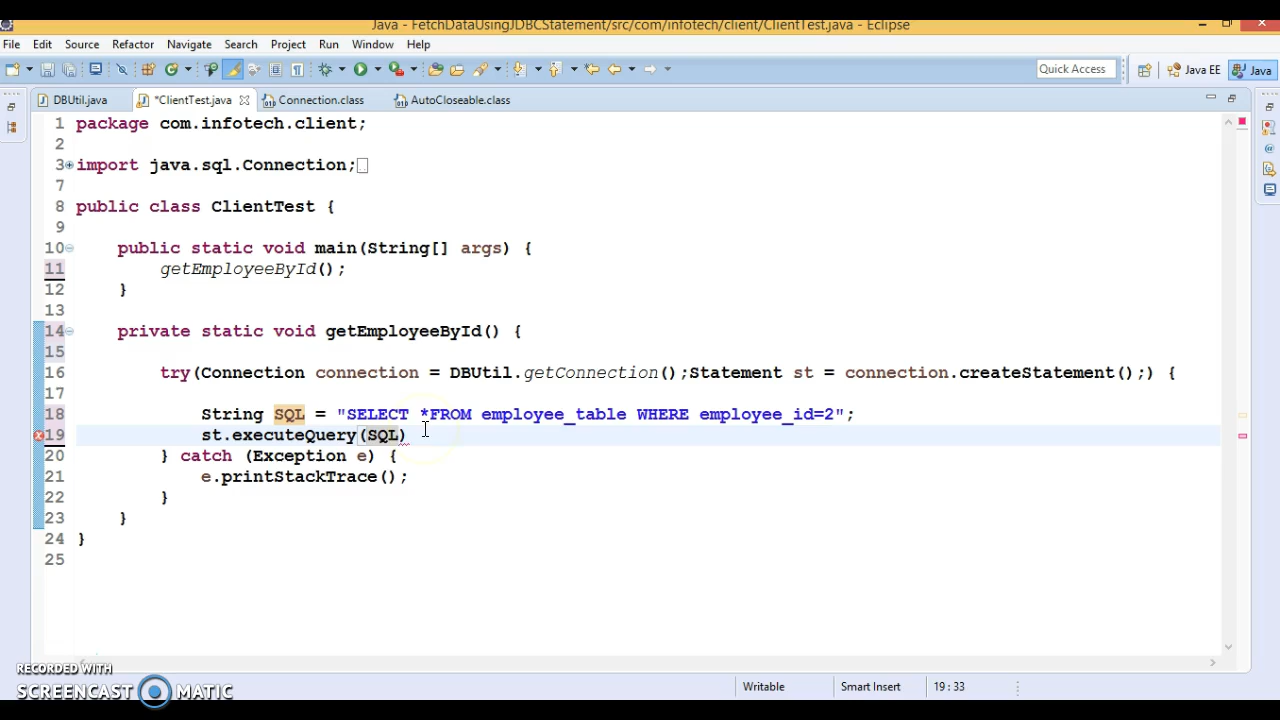 Java - FetchDataUsingJDBCStatement/src/com/infotech/client/ClientTest.java - Eclipse
File Edit Source Refactor Navigate Search Project Run Window Help
Quick Access Java EE Java
DBUtil.java *ClientTest.java Connection.class AutoCloseable.class
1 package com.infotech.client;
2
3 import java.sql.Connection;
7
8 public class ClientTest {
9
10 public static void main(String[] args) {
11 getEmployeeById();
12 }
13
14 private static void getEmployeeById() {
15
16 try(Connection connection = DBUtil.getConnection();Statement st = connection.createStatement();) {
17
18 String SQL = "SELECT *FROM employee_table WHERE employee_id=2";
19 st.executeQuery(SQL)
20 } catch (Exception e) {
21 e.printStackTrace();
22 }
23 }
24 }
25
RECORDED WITH
SCREENCAST MATIC
Writable Smart Insert 19 : 33